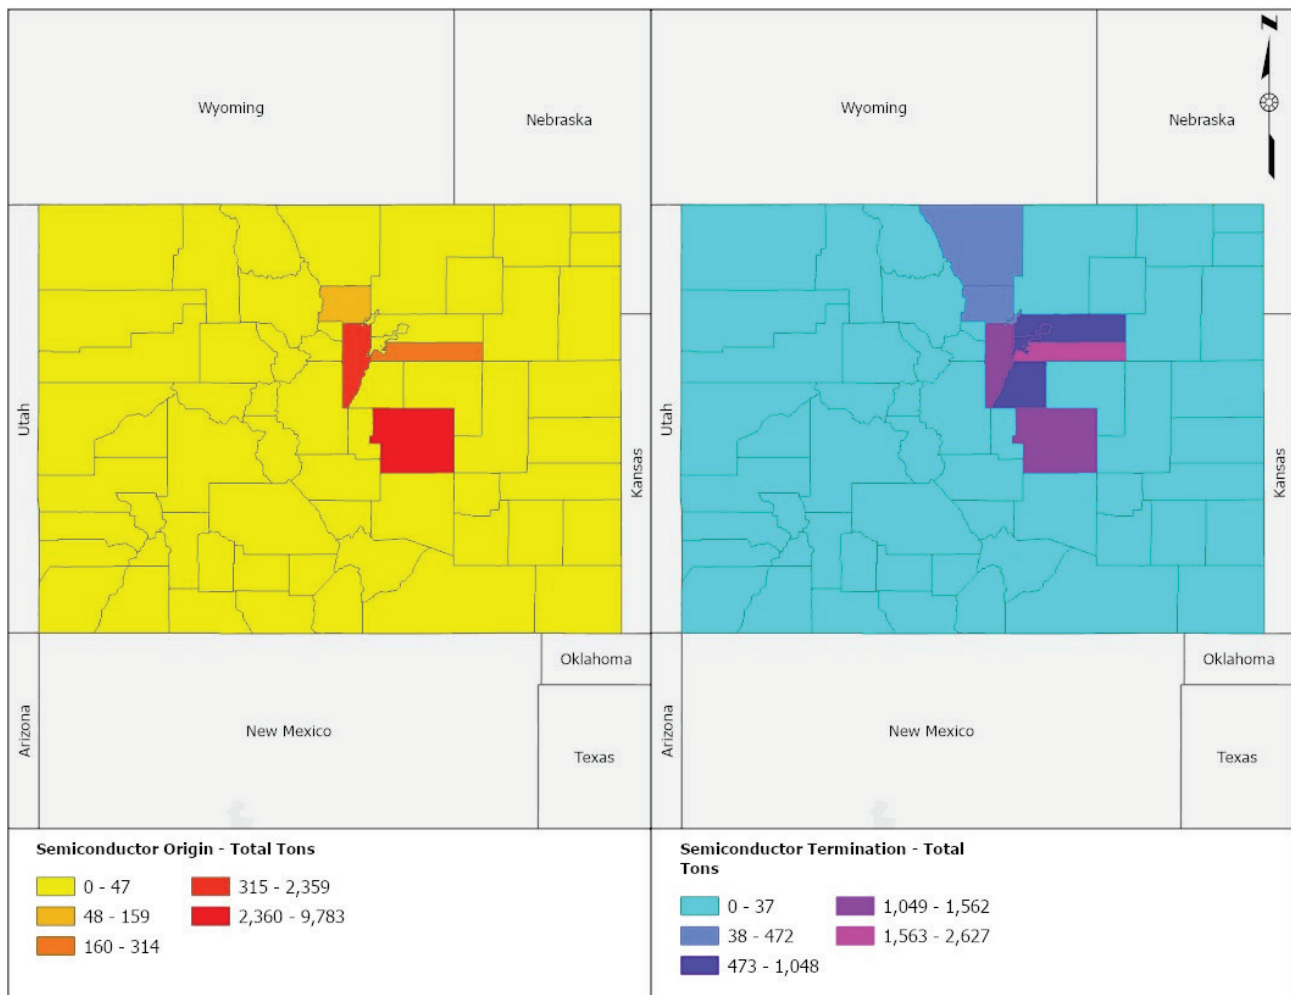 Wyoming
Nebraska
Utah
Kansas
Arizona
New Mexico
Oklahoma
Texas
Semiconductor Origin - Total Tons
0 - 47
48 - 159
160 - 314
315 - 2,359
2,360 - 9,783
N
Wyoming
Nebraska
Utah
Kansas
Arizona
New Mexico
Oklahoma
Texas
Semiconductor Termination - Total
Tons
0 - 37
38 - 472
473 - 1,048
1,049 - 1,562
1,563 - 2,627